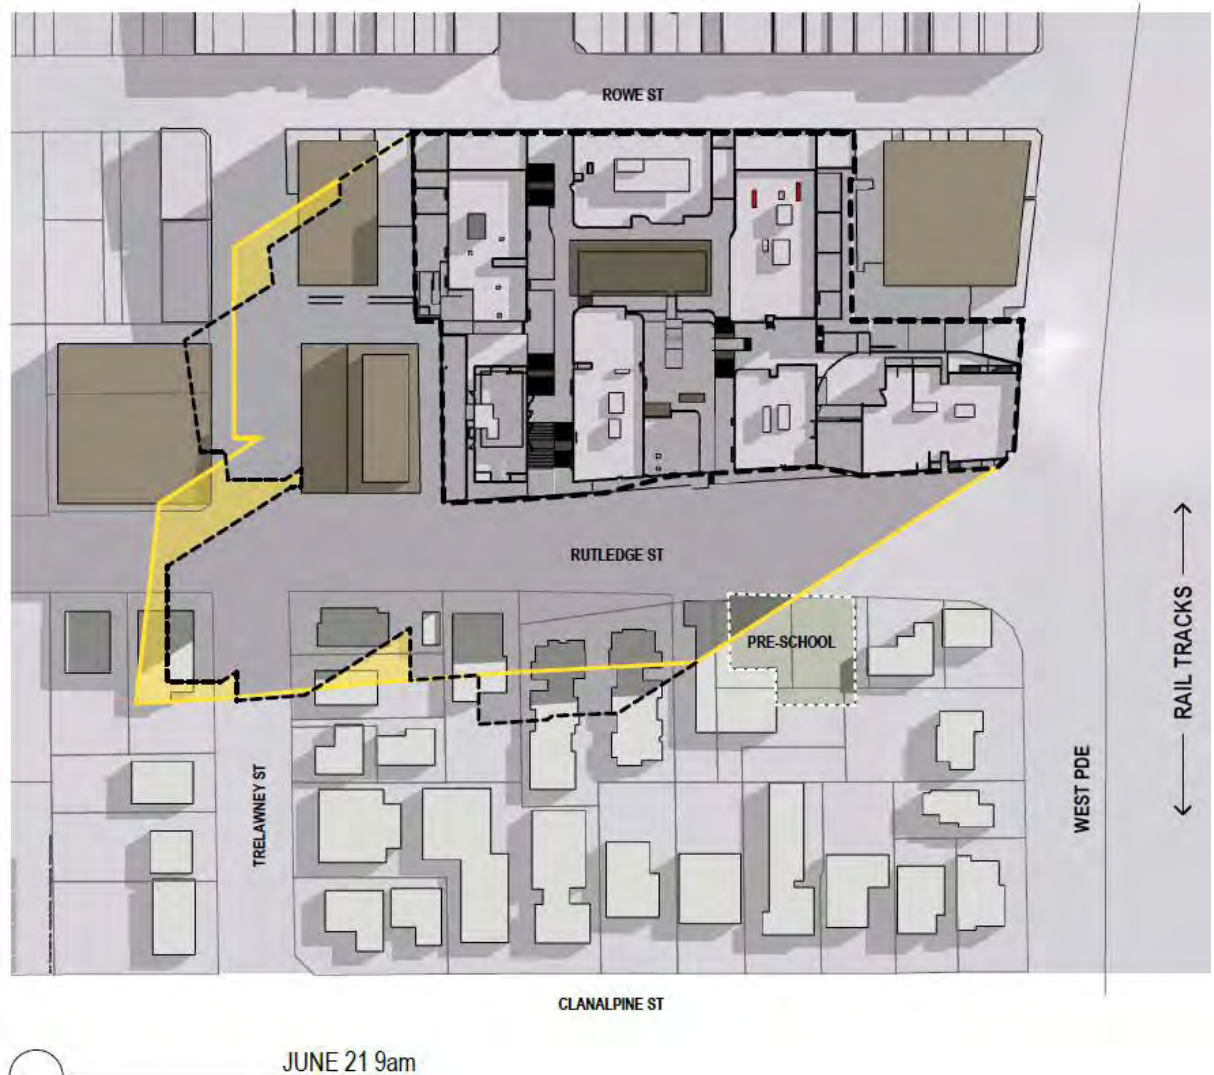 ROWE ST
RUTLEDGE ST
PRE-SCHOOL
RAIL TRACKS
WEST PDE
TRELAWNEY ST
CLANALPINE ST
JUNE 21 9am